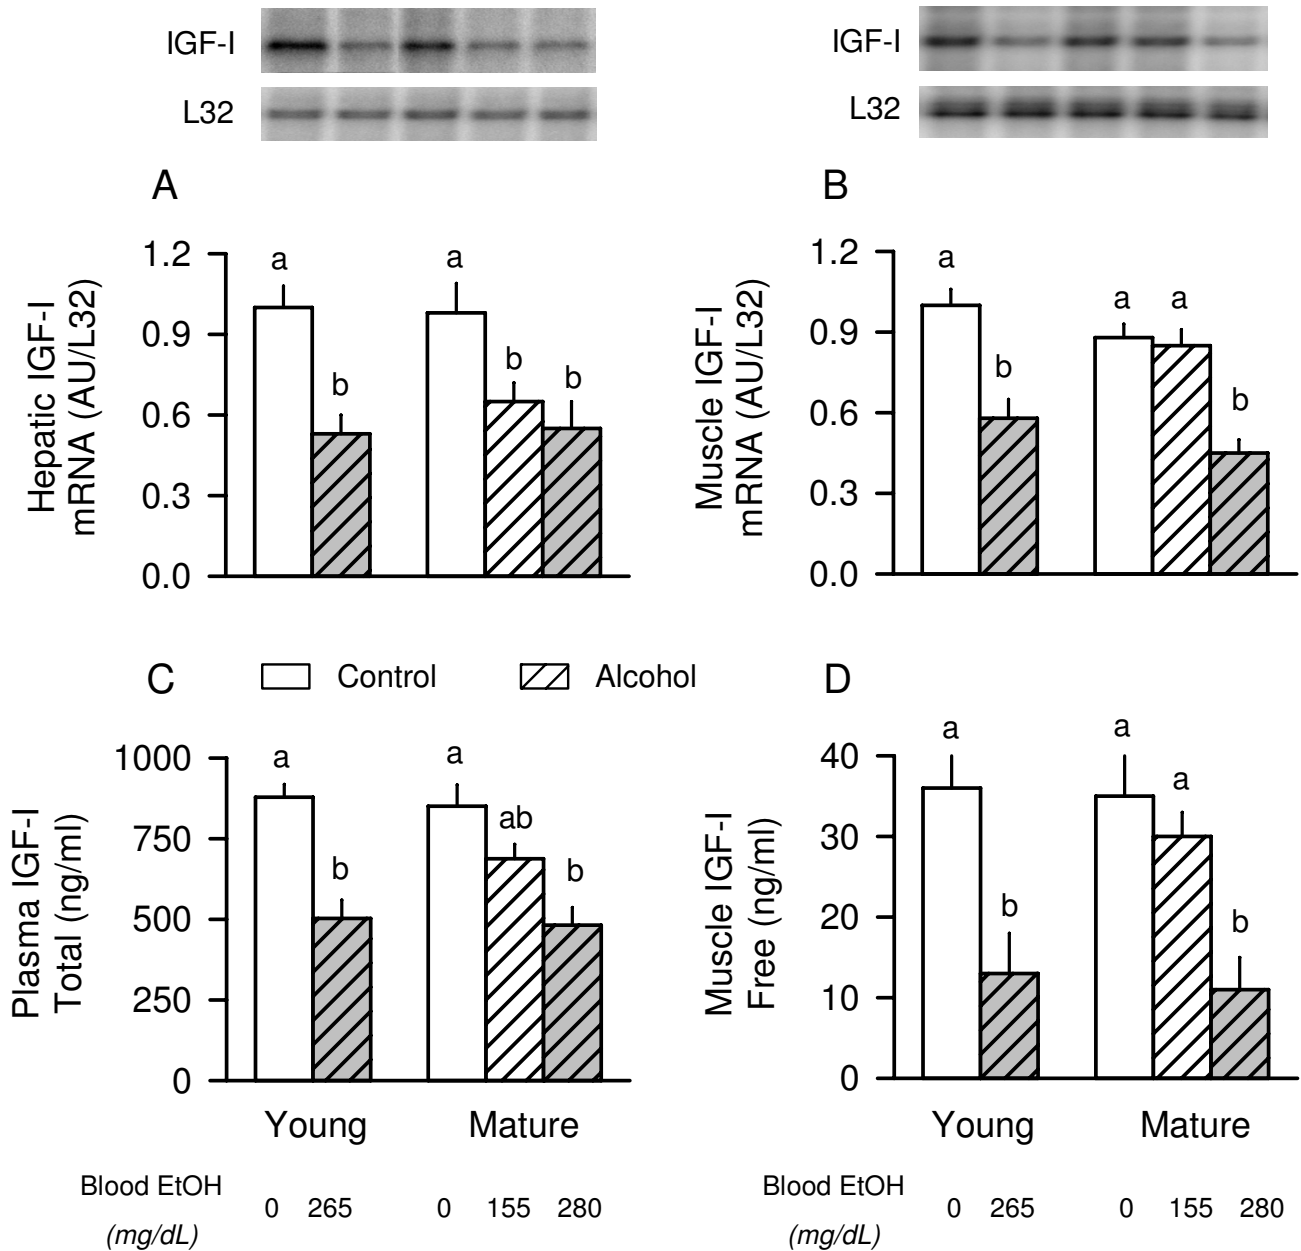 IGF-I
L32
IGF-I
L32
A
Hepatic IGF-I
mRNA (AU/L32)
1.2
0.9
0.6
0.3
0.0
a
b
a
b
b
B
Muscle IGF-I
mRNA (AU/L32)
1.2
0.9
0.6
0.3
0.0
a
b
a
a
b
C
Control
Alcohol
Plasma IGF-I
Total (ng/ml)
1000
750
500
250
0
a
b
a
ab
b
Young
Mature
Blood EtOH
(mg/dL)
0 265 0 155 280
D
Muscle IGF-I
Free (ng/ml)
40
30
20
10
0
a
b
a
a
b
Young
Mature
Blood EtOH
(mg/dL)
0 265 0 155 280